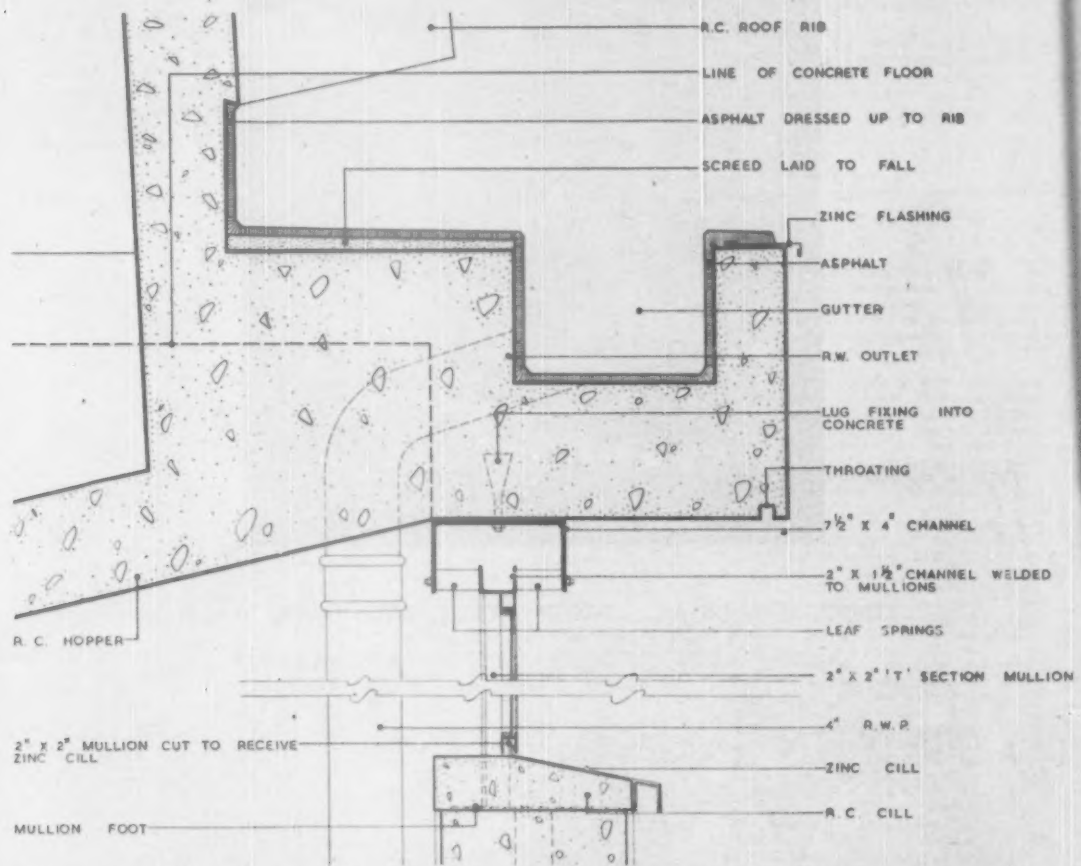 R.C. ROOF RIB
LINE OF CONCRETE FLOOR
ASPHALT DRESSED UP TO RIB
SCREED LAID TO FALL
ZINC FLASHING
ASPHALT
GUTTER
R.W. OUTLET
LUG FIXING INTO
CONCRETE
THROATING
7½" X 4" CHANNEL
2" X 1½" CHANNEL WELDED
TO MULLIONS
R. C. HOPPER
LEAF SPRINGS
2" X 2" 'T' SECTION MULLION
4" R.W.P.
2" X 2" MULLION CUT TO RECEIVE
ZINC CILL
ZINC CILL
R.C. CILL
MULLION FOOT